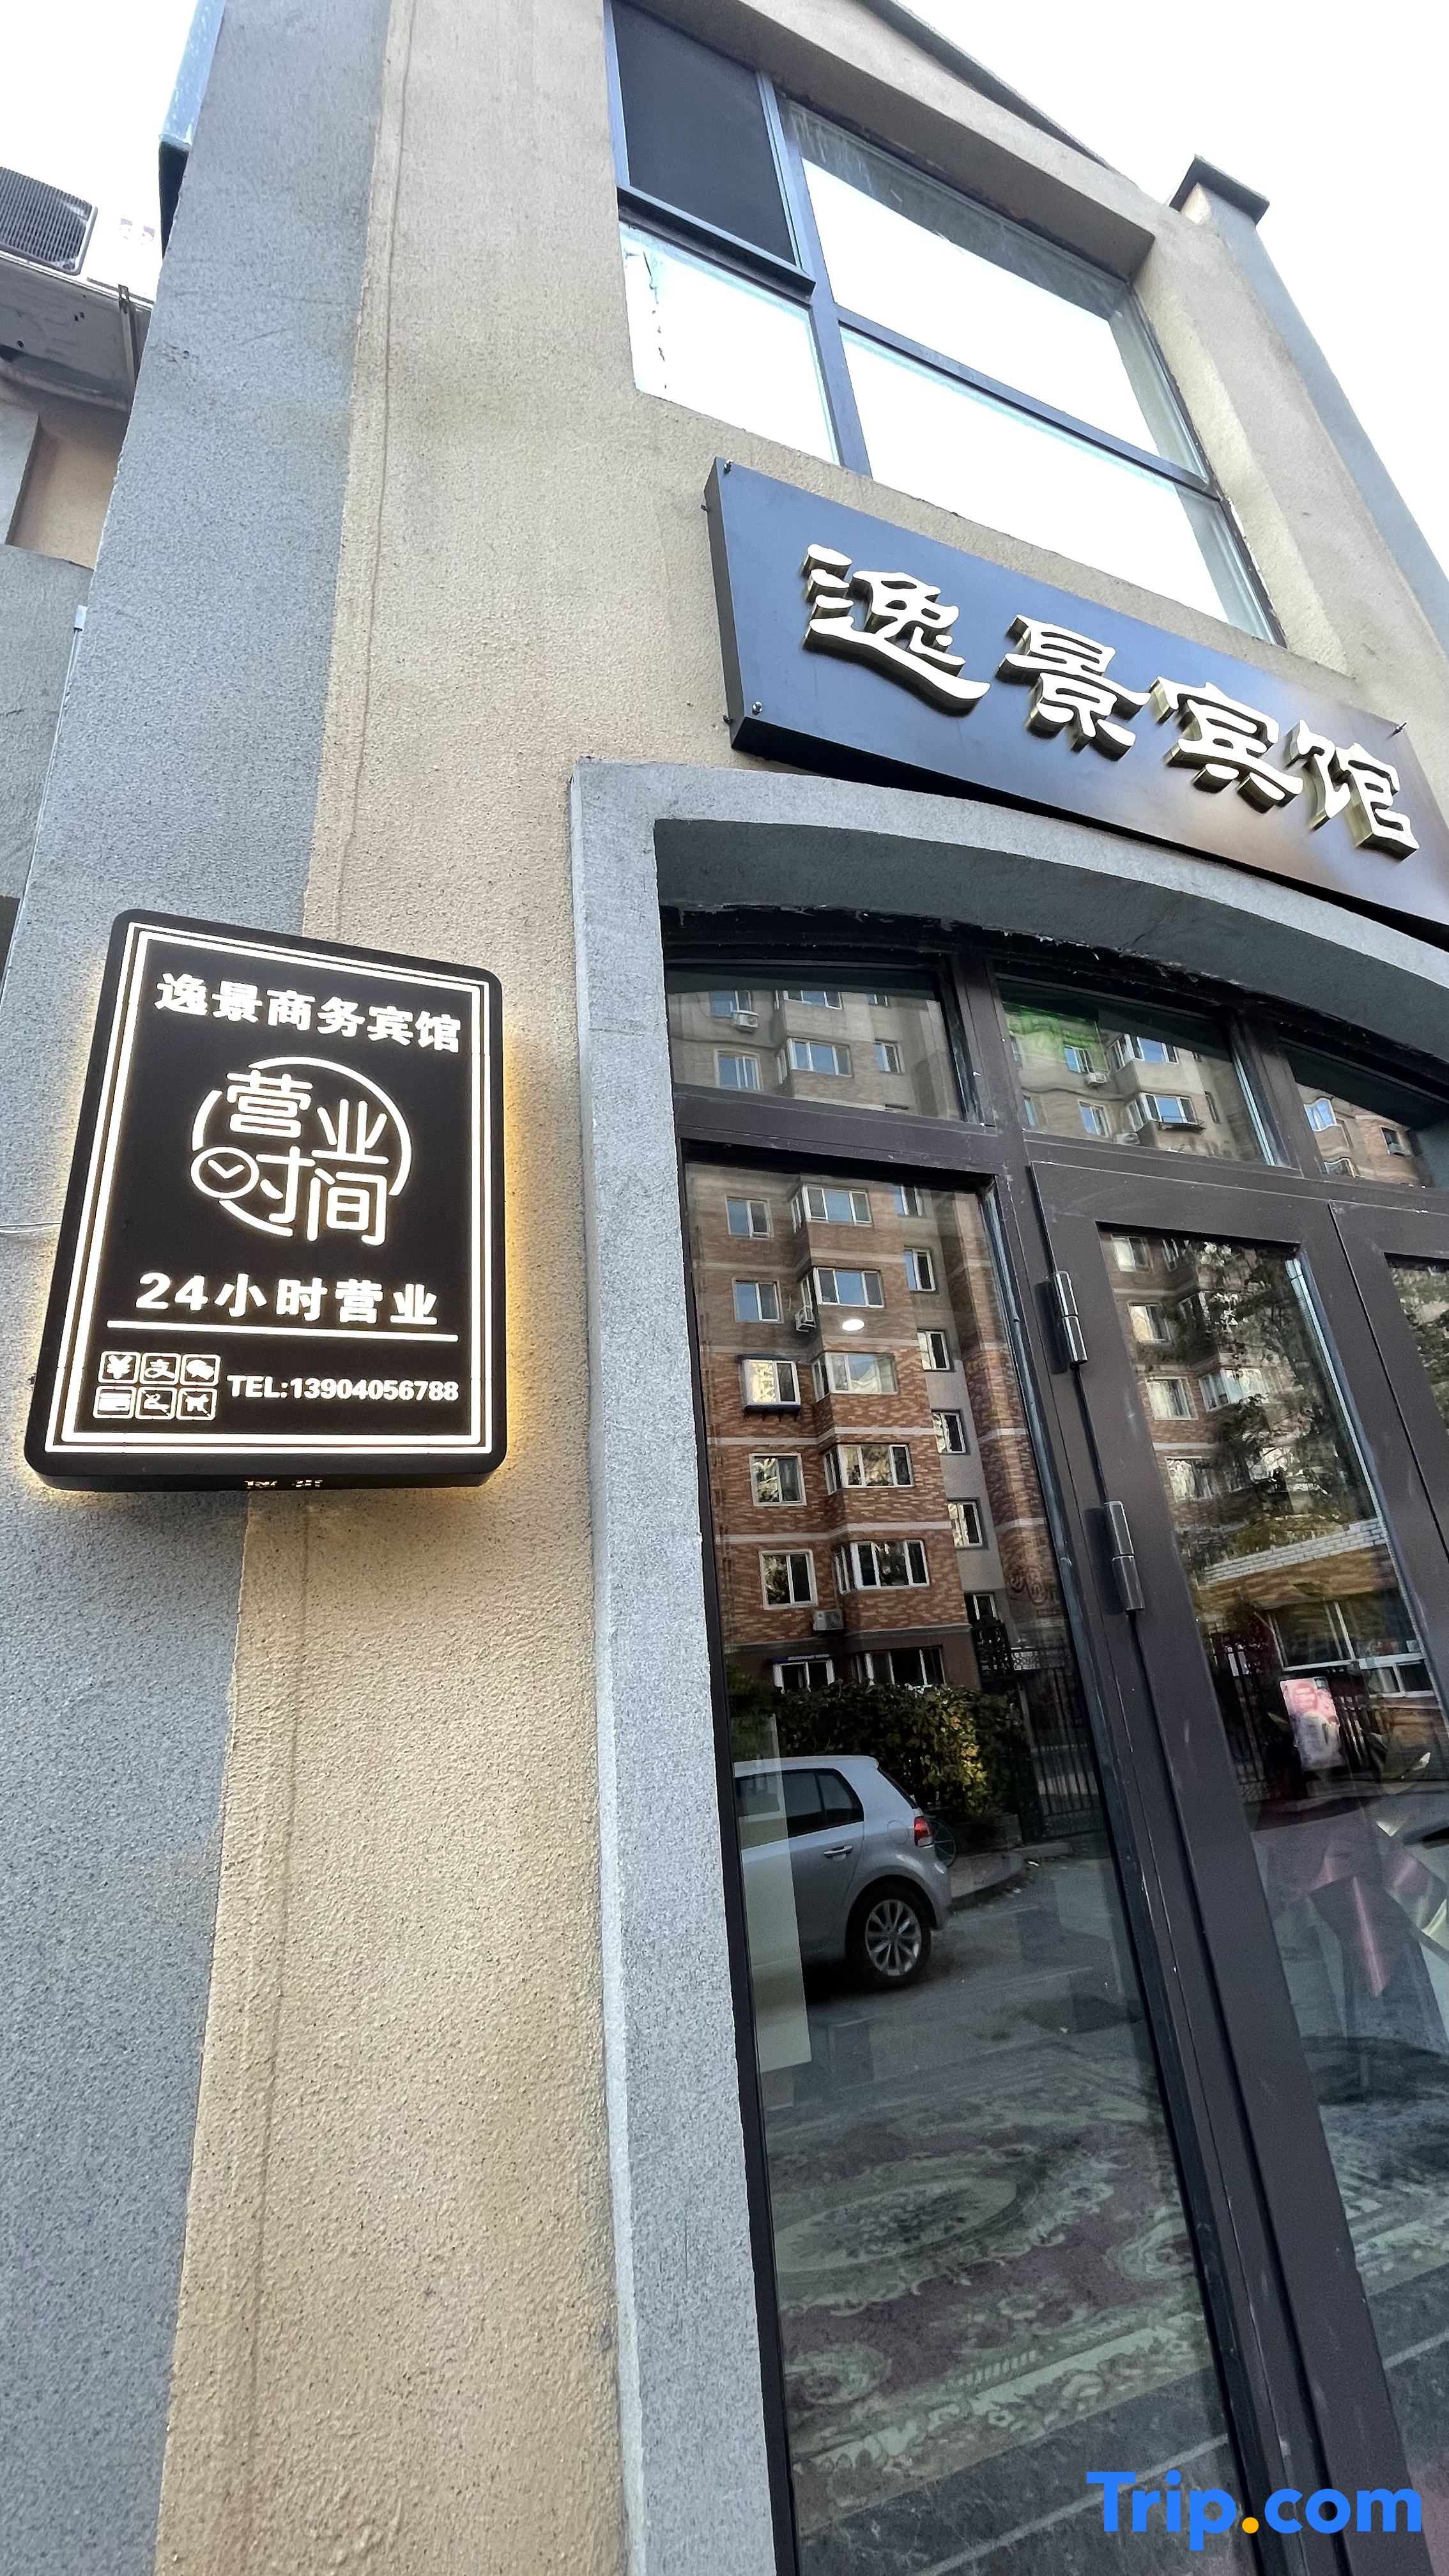 逸景宾馆
逸景商务宾馆
营业
时间
24小时营业
TEL:13904056788
Trip.com